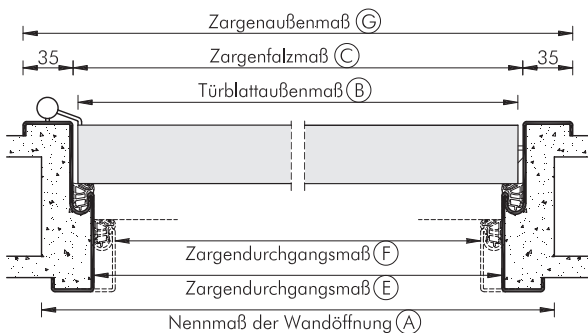 Zargenaußenmaß G
35 Zargenfalzmaß C 35
Türblattaußenmaß B
Zargendurchgangsmaß F
Zargendurchgangsmaß E
Nennmaß der Wandöffnung A